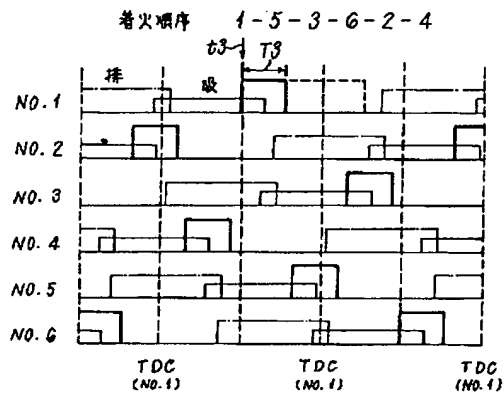 着火順序 1-5-3-6-2-4
t3 T3
排 吸
NO.1
NO.2
NO.3
NO.4
NO.5
NO.6
TDC TDC TDC
(NO.1) (NO.1) (NO.1)